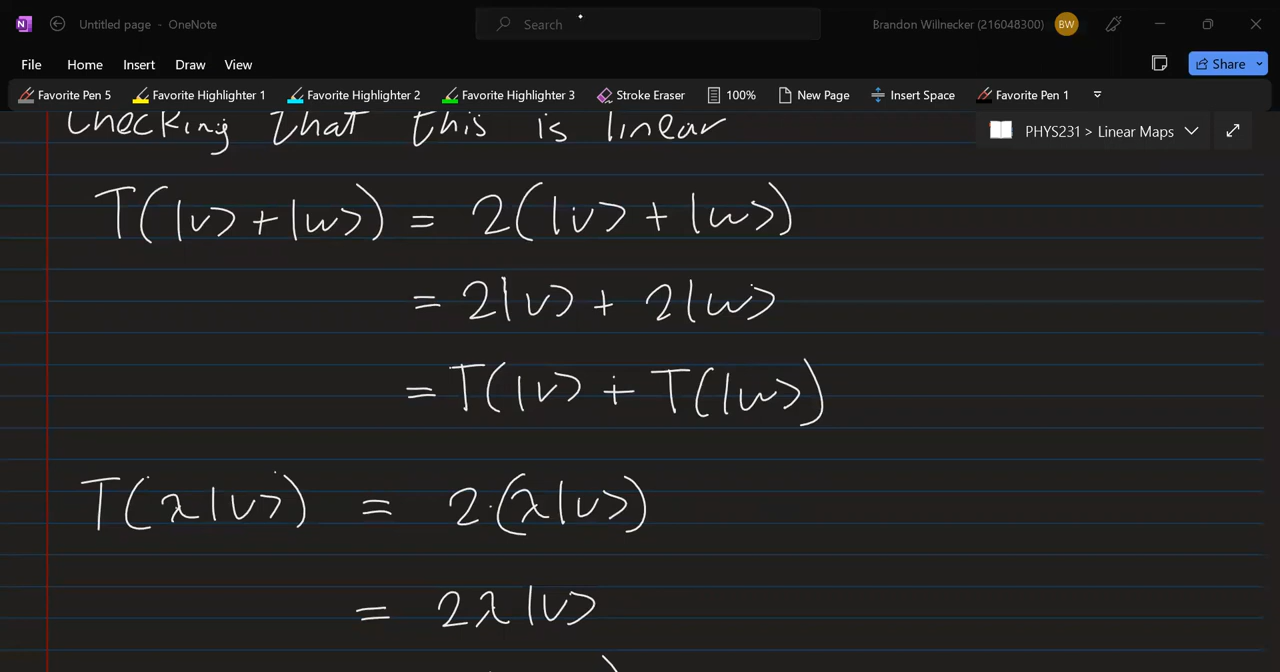 Untitled page - OneNote
Search
Brandon Willnecker (216048300) BW
File Home Insert Draw View
Share
Favorite Pen 5 Favorite Highlighter 1 Favorite Highlighter 2 Favorite Highlighter 3 Stroke Eraser 100% New Page Insert Space Favorite Pen 1
PHYS231 > Linear Maps
Checking that this is linear
T(|v> + |w>) = 2(|v> + |w>)
= 2|v> + 2|w>
= T(|v> + T(|w>)
T(λ|v>) = 2·(λ|v>)
= 2λ|v>